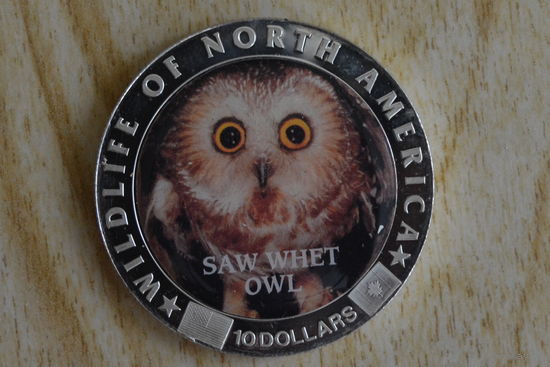 WILDLIFE OF NORTH AMERICA
SAW WHET
OWL
10 DOLLARS